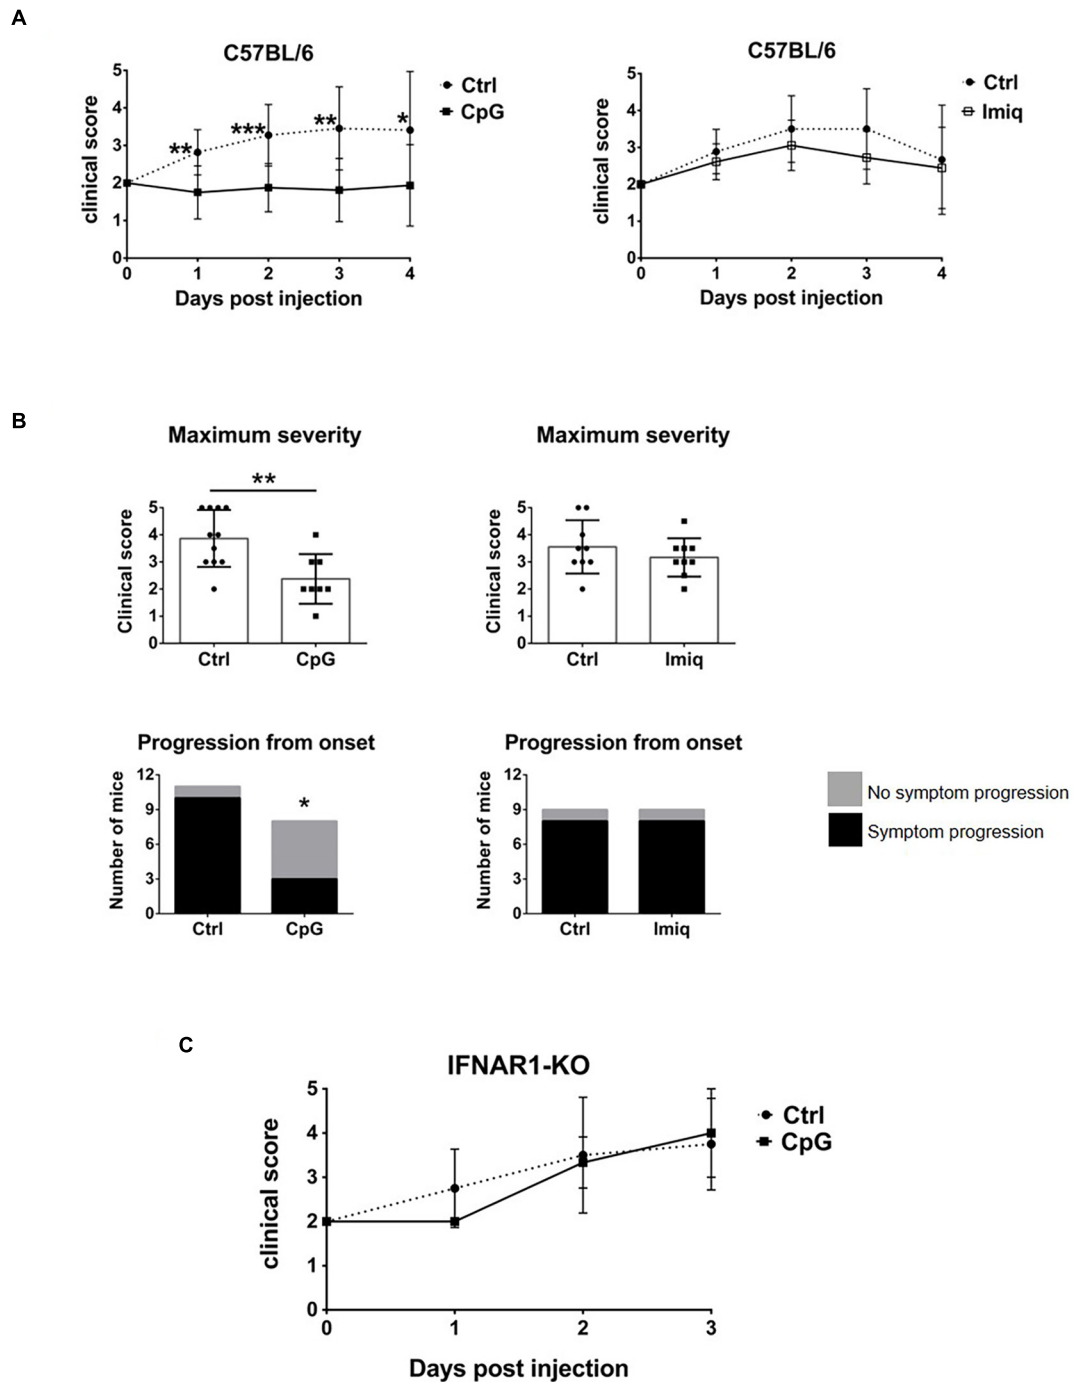 A
C57BL/6
5
4
3
2
1
0
clinical score
** *** ** *
Ctrl
CpG
0 1 2 3 4
Days post injection
C57BL/6
5
4
3
2
1
0
clinical score
Ctrl
Imiq
0 1 2 3 4
Days post injection
B
Maximum severity
**
5
4
3
2
1
0
Clinical score
Ctrl CpG
Maximum severity
5
4
3
2
1
0
Clinical score
Ctrl Imiq
Progression from onset
12
9
6
3
0
Number of mice
*
Ctrl CpG
Progression from onset
12
9
6
3
0
Number of mice
Ctrl Imiq
No symptom progression
Symptom progression
C
IFNAR1-KO
5
4
3
2
1
0
clinical score
Ctrl
CpG
0 1 2 3
Days post injection